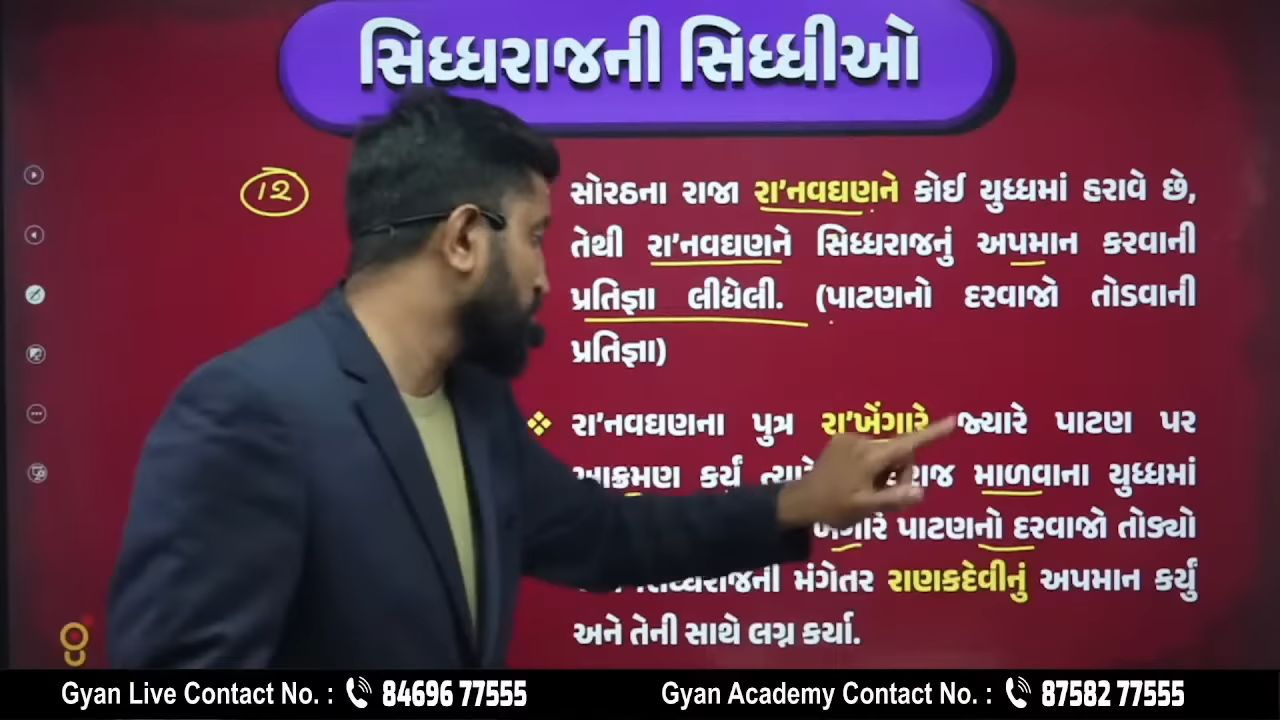 સિધ્ધરાજની સિધ્ધીઓ
૧૨
સોરઠના રાજા રા'નવઘણને કોઈ યુધ્ધમાં હરાવે છે,
તેથી રા'નવઘણને સિધ્ધરાજનું અપમાન કરવાની
પ્રતિજ્ઞા લીધેલી. (પાટણનો દરવાજો તોડવાની
પ્રતિજ્ઞા)
❖ રા'નવઘણના પુત્ર રા'ખેંગારે જ્યારે પાટણ પર
આક્રમણ કર્યું માળવાના યુધ્ધમાં
પાટણનો દરવાજો તોડ્યો
મંગેતર રાણકદેવીનું અપમાન કર્યું
અને તેની સાથે લગ્ન કર્યા.
Gyan Live Contact No. : 84696 77555
Gyan Academy Contact No. : 87582 77555